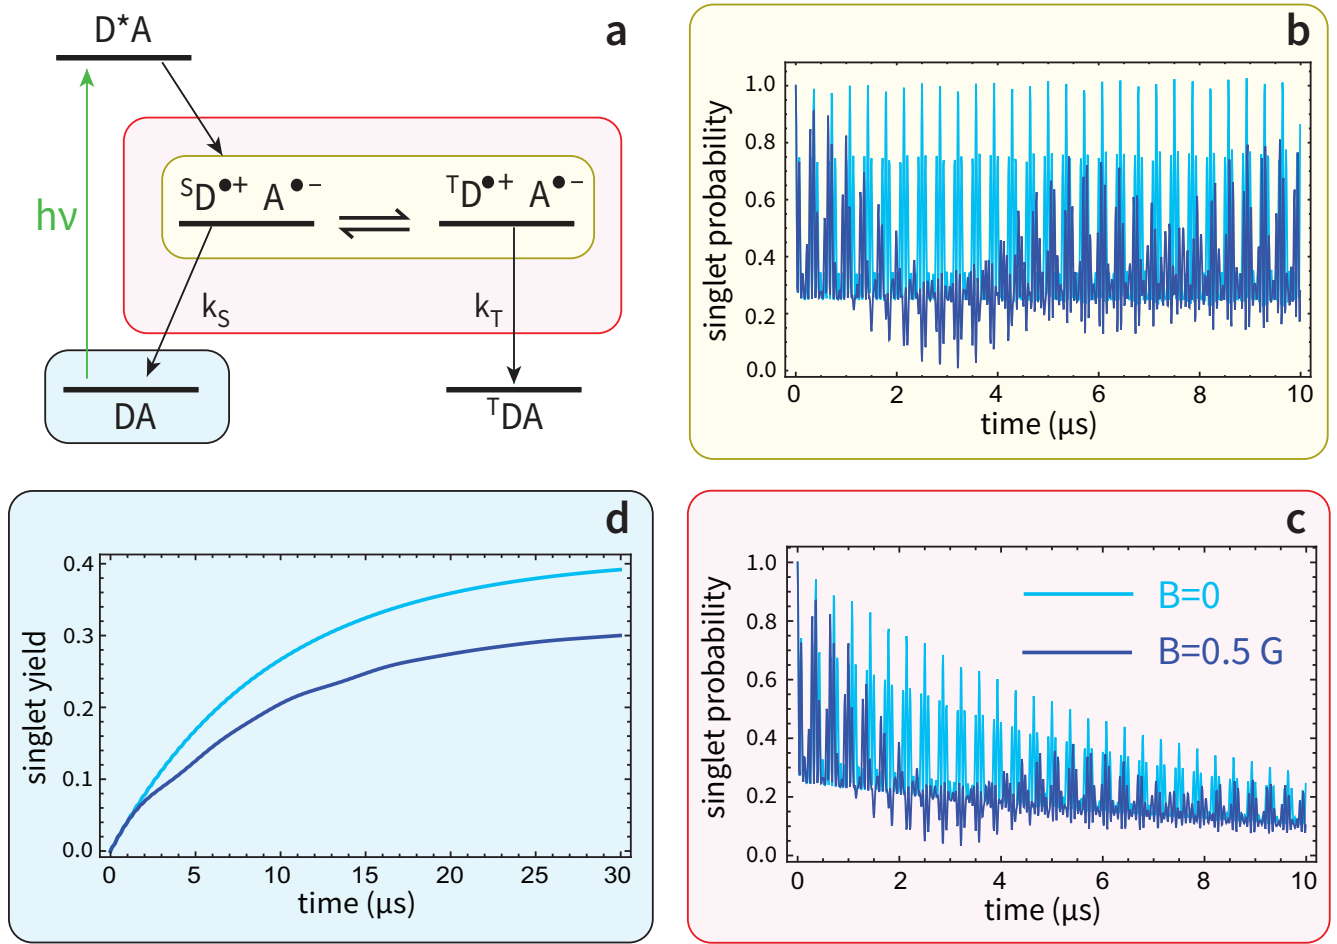 a
D*A
hν
ˢD•+ A•−
ᵀD•+ A•−
k_S
k_T
DA
ᵀDA
b
singlet probability
1.0
0.8
0.6
0.4
0.2
0.0
0 2 4 6 8 10
time (μs)
d
singlet yield
0.4
0.3
0.2
0.1
0.0
0 5 10 15 20 25 30
time (μs)
c
singlet probability
1.0
0.8
0.6
0.4
0.2
0.0
B=0
B=0.5 G
0 2 4 6 8 10
time (μs)